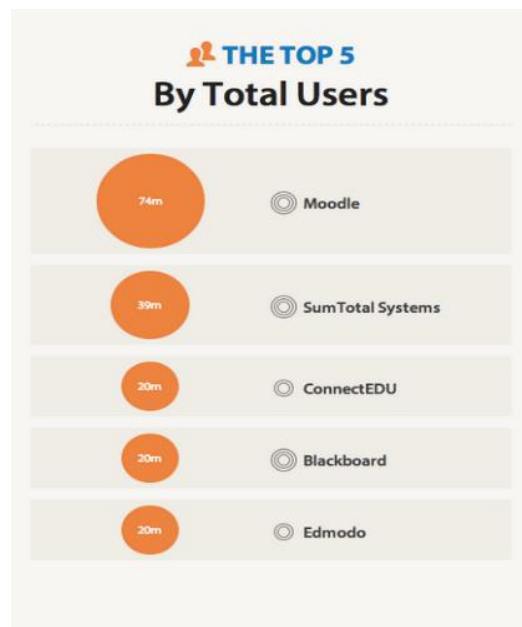 THE TOP 5
By Total Users
74m Moodle
39m SumTotal Systems
20m ConnectEDU
20m Blackboard
20m Edmodo